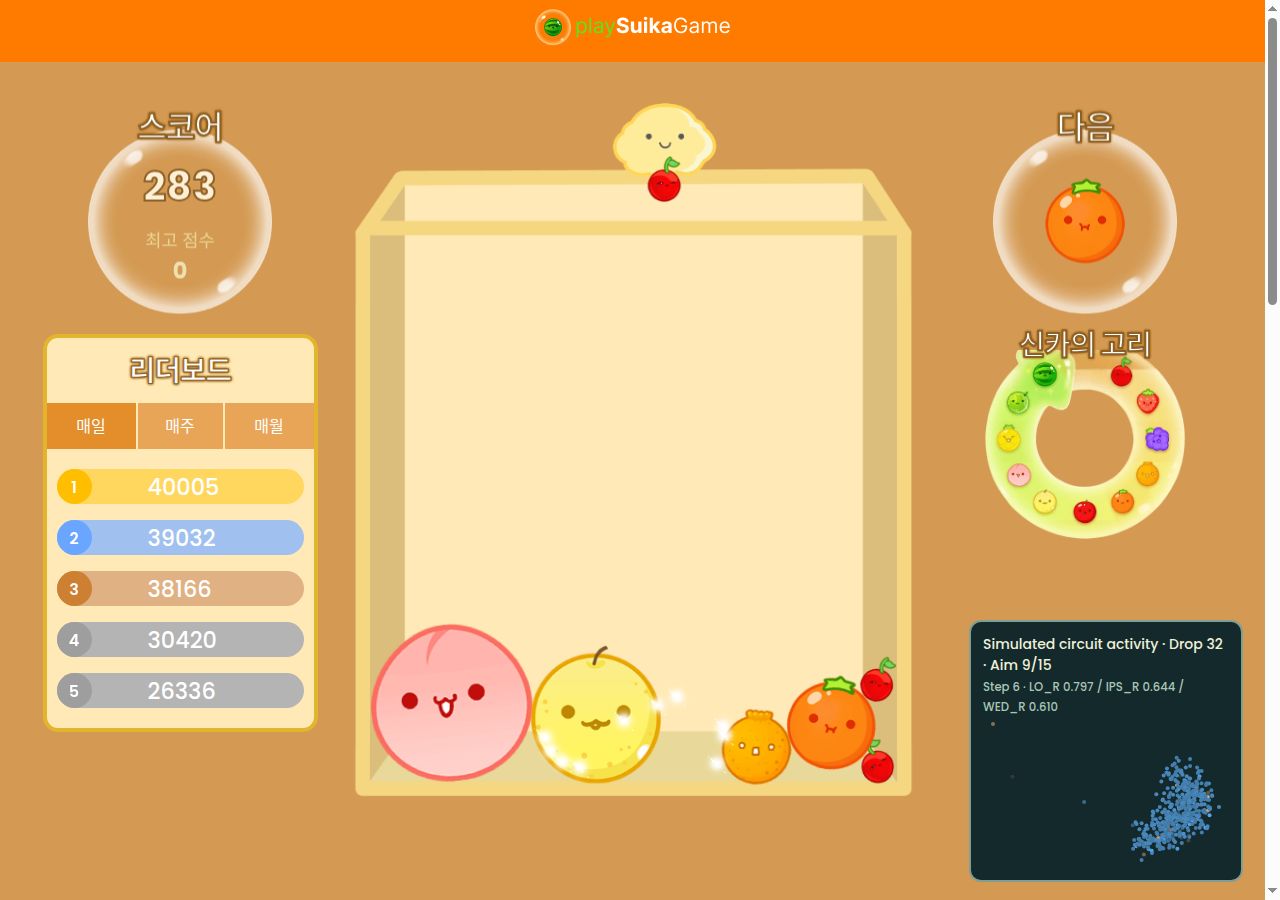 playSuikaGame
스코어
283
최고 점수
0
리더보드
매일 매주 매월
1 40005
2 39032
3 38166
4 30420
5 26336
다음
신카의 고리
Simulated circuit activity · Drop 32
· Aim 9/15
Step 6 · LO_R 0.797 / IPS_R 0.644 /
WED_R 0.610